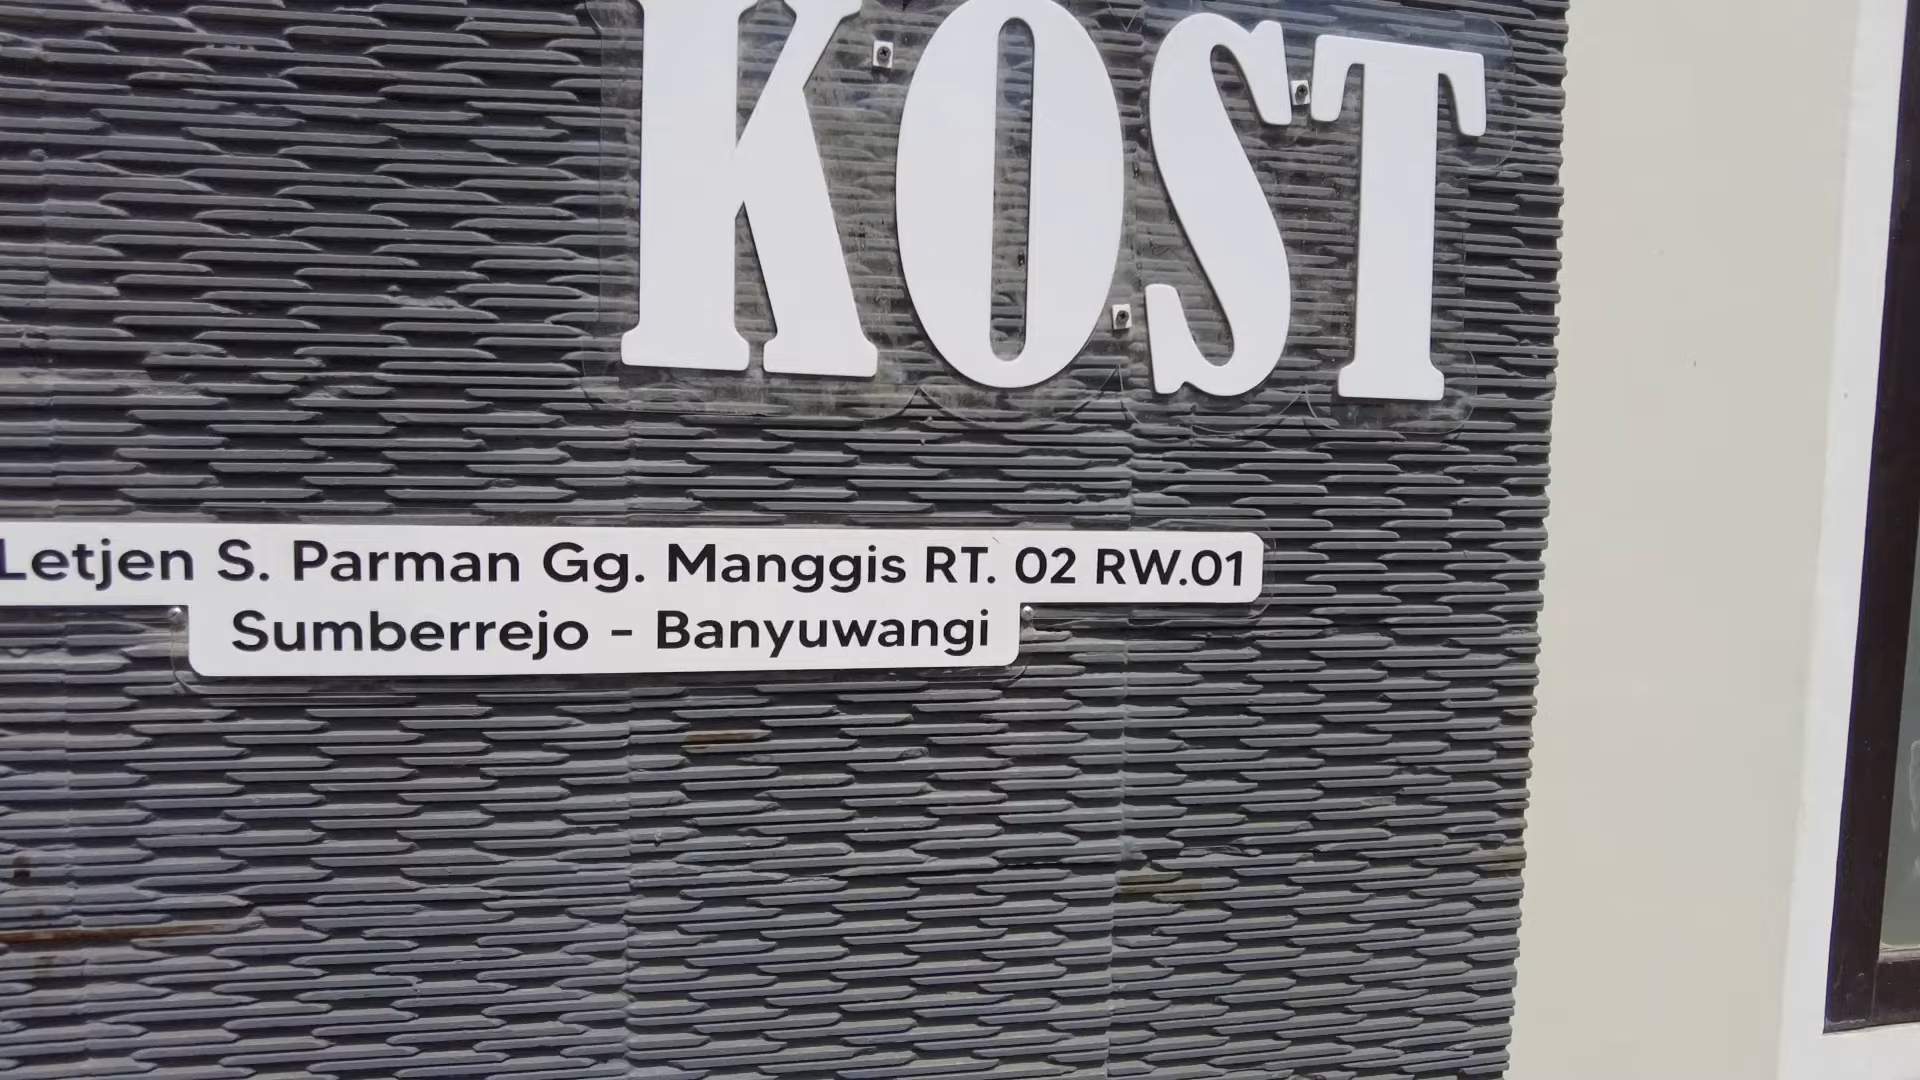 KOST
Letjen S. Parman Gg. Manggis RT. 02 RW.01
Sumberrejo - Banyuwangi